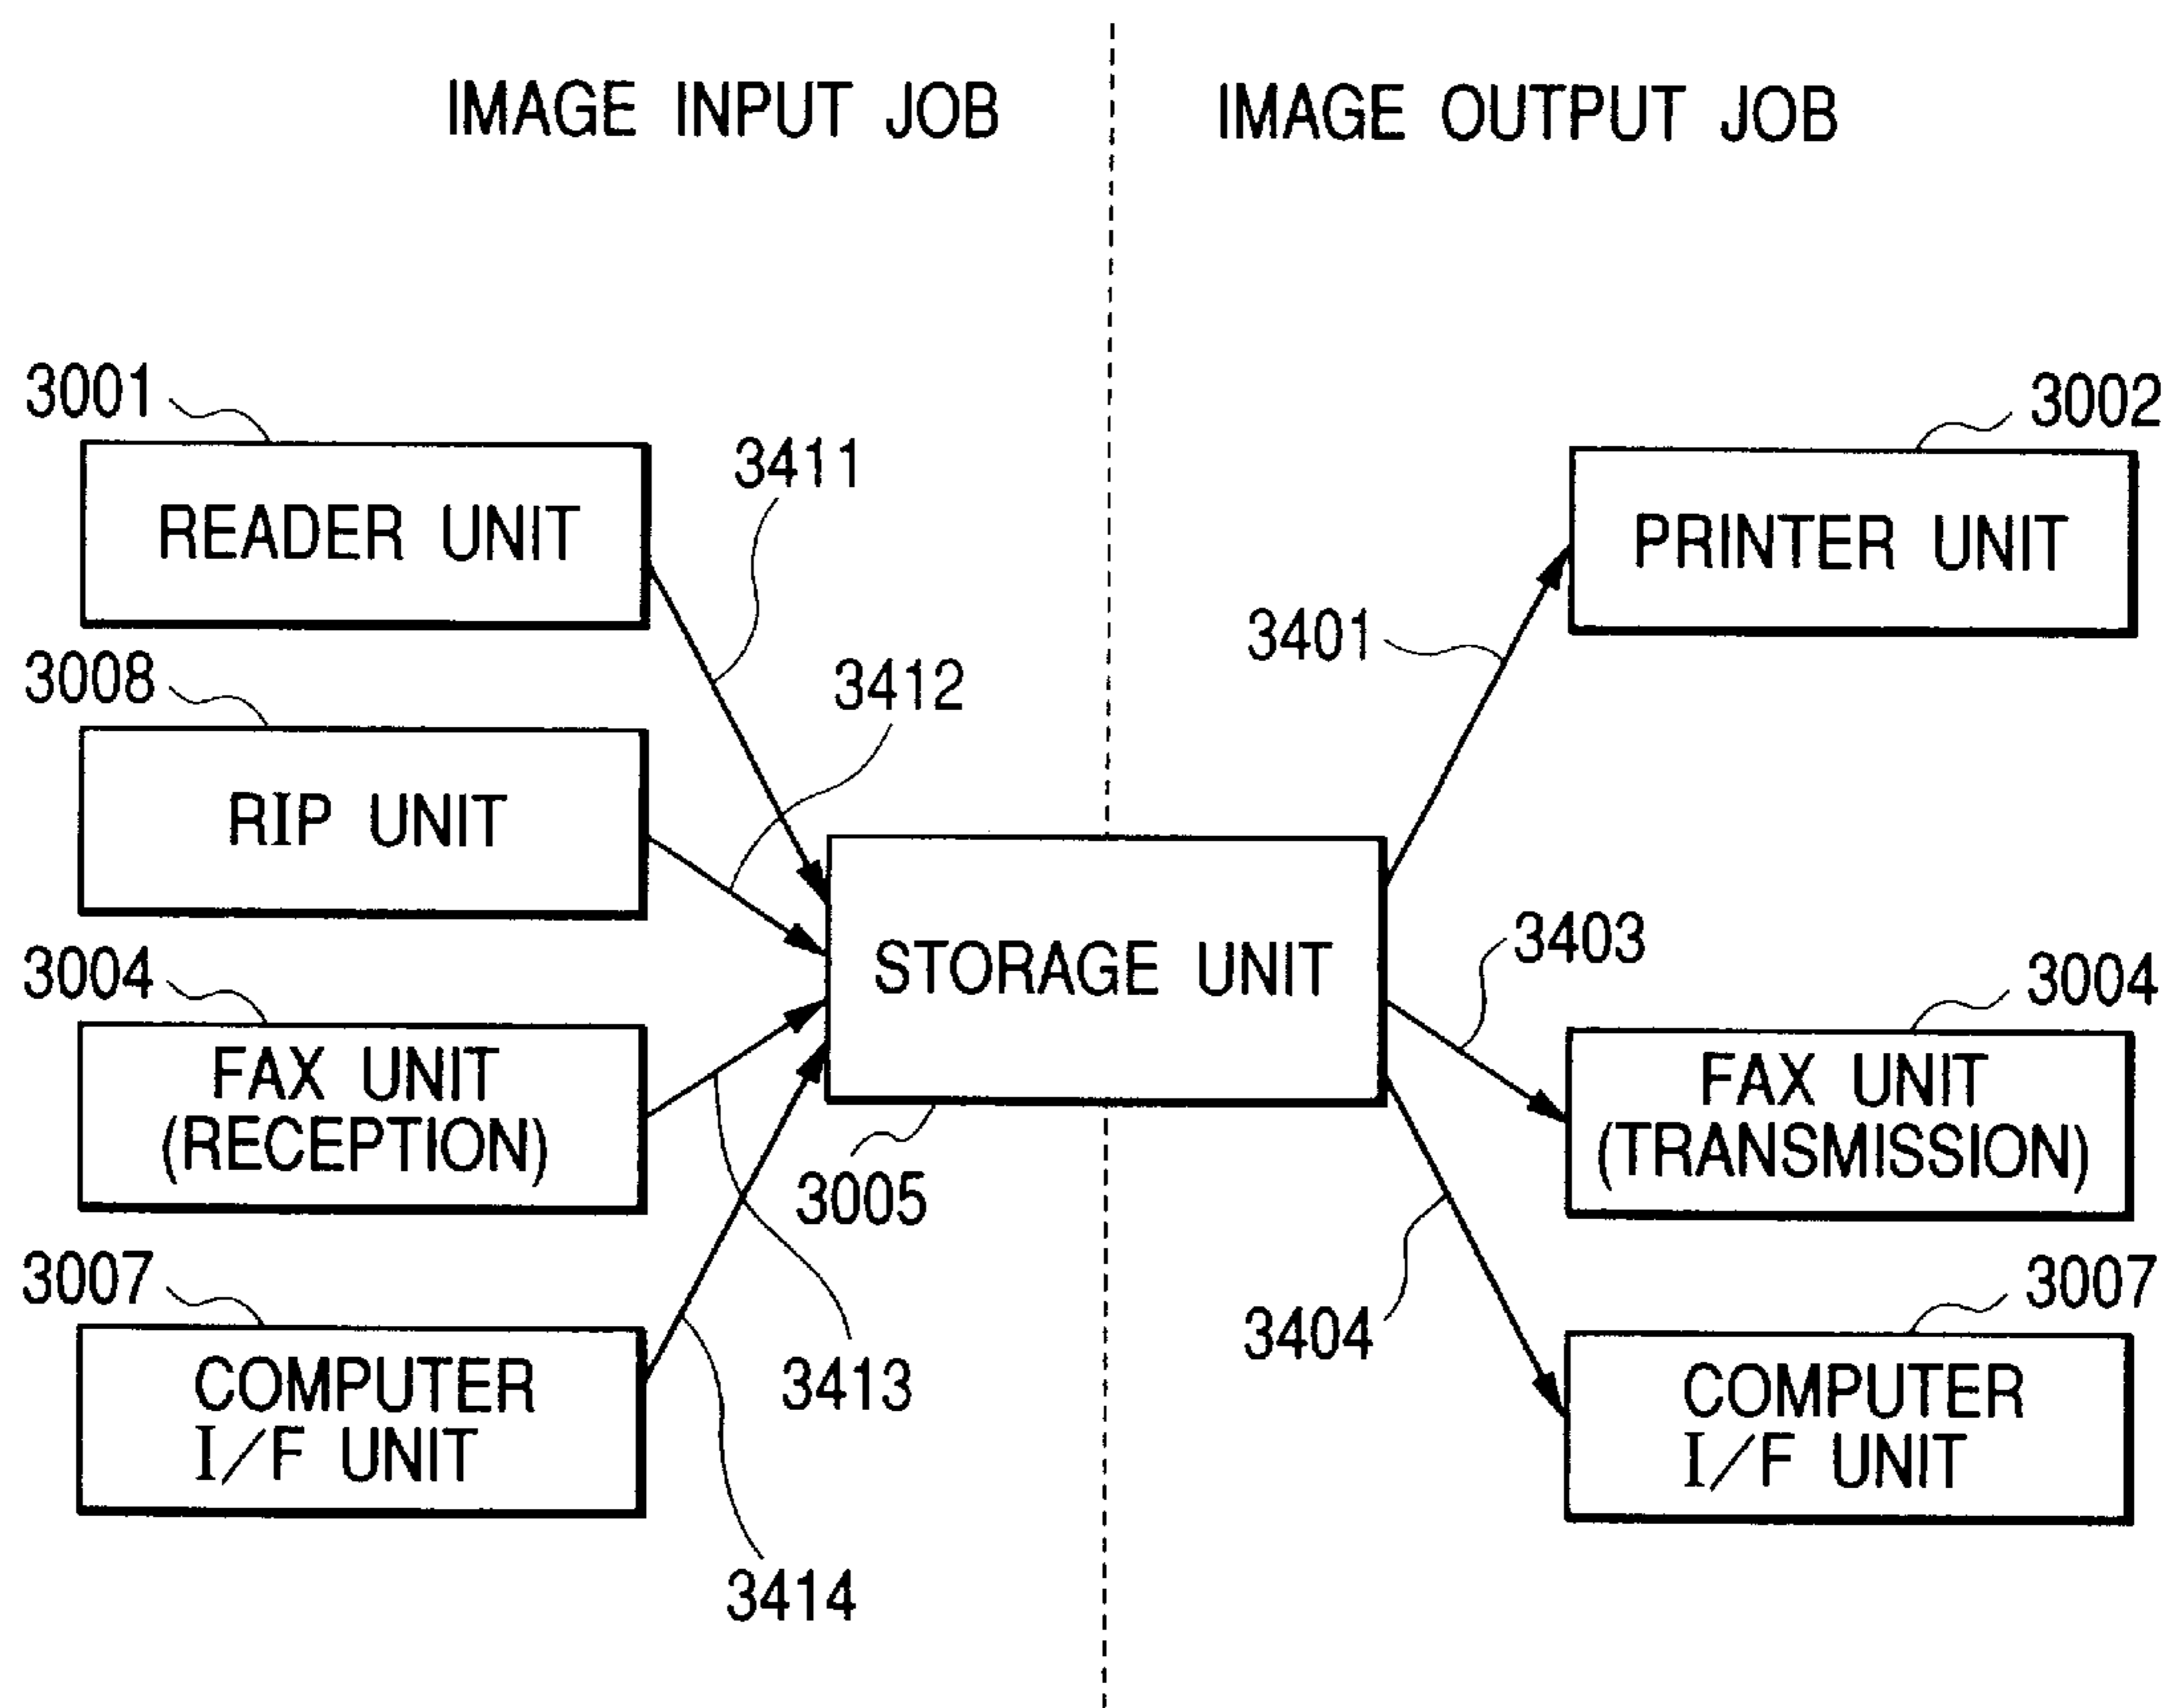 IMAGE INPUT JOB
IMAGE OUTPUT JOB
3001
READER UNIT
3411
3002
PRINTER UNIT
3401
3008
RIP UNIT
3412
STORAGE UNIT
3005
3403
3004
FAX UNIT
(RECEPTION)
3004
FAX UNIT
(TRANSMISSION)
3007
COMPUTER
I/F UNIT
3413
3414
3404
3007
COMPUTER
I/F UNIT